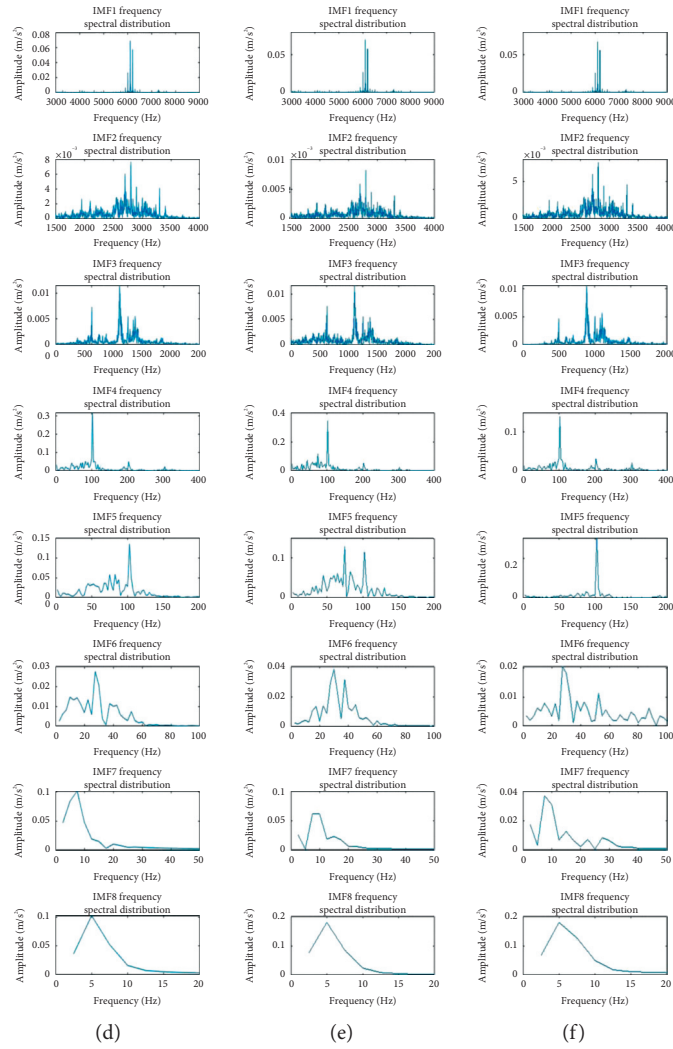 IMF1 frequency
spectral distribution
Amplitude (m/s²)
0.08
0.06
0.04
0.02
0
3000 4000 5000 6000 7000 8000 9000
Frequency (Hz)
IMF1 frequency
spectral distribution
Amplitude (m/s²)
0.05
0
3000 4000 5000 6000 7000 8000 9000
Frequency (Hz)
IMF1 frequency
spectral distribution
Amplitude (m/s²)
0.05
0
3000 4000 5000 6000 7000 8000 9000
Frequency (Hz)
IMF2 frequency
spectral distribution
×10⁻³
Amplitude (m/s²)
8
6
4
2
0
1500 2000 2500 3000 3500 4000
Frequency (Hz)
IMF2 frequency
spectral distribution
×10⁻³
Amplitude (m/s²)
0.01
0.005
0
1500 2000 2500 3000 3500 4000
Frequency (Hz)
IMF2 frequency
spectral distribution
×10⁻³
Amplitude (m/s²)
5
0
1500 2000 2500 3000 3500 400
Frequency (Hz)
IMF3 frequency
spectral distribution
Amplitude (m/s²)
0.01
0.005
0
0 400 1200 1600 200
Frequency (Hz)
IMF3 frequency
spectral distribution
Amplitude (m/s²)
0.01
0.005
0
0 400 800 1200 1600 2000 200
Frequency (Hz)
IMF3 frequency
spectral distribution
Amplitude (m/s²)
0.01
0.005
0
0 500 1000 1500 200
Frequency (Hz)
IMF4 frequency
spectral distribution
Amplitude (m/s²)
0.3
0.2
0.1
0
0 100 200 300 400
Frequency (Hz)
IMF4 frequency
spectral distribution
Amplitude (m/s²)
0.4
0.2
0
0 100 200 300 400
Frequency (Hz)
IMF4 frequency
spectral distribution
Amplitude (m/s²)
0.1
0
0 100 200 300 400
Frequency (Hz)
IMF5 frequency
spectral distribution
Amplitude (m/s²)
0.15
0.1
0.05
0
0 50 100 150 200
Frequency (Hz)
IMF5 frequency
spectral distribution
Amplitude (m/s²)
0.1
0
0 50 100 150 200
Frequency (Hz)
IMF5 frequency
spectral distribution
Amplitude (m/s²)
0.2
0
0 50 100 150 200
Frequency (Hz)
IMF6 frequency
spectral distribution
Amplitude (m/s²)
0.03
0.02
0.01
0
0 20 40 60 80 100
Frequency (Hz)
IMF6 frequency
spectral distribution
Amplitude (m/s²)
0.04
0.02
0
0 20 40 60 80 100
Frequency (Hz)
IMF6 frequency
spectral distribution
Amplitude (m/s²)
0.02
0.01
0
0 20 40 60 80 100
Frequency (Hz)
IMF7 frequency
spectral distribution
Amplitude (m/s²)
0.1
0.05
0
0 10 20 30 40 50
Frequency (Hz)
IMF7 frequency
spectral distribution
Amplitude (m/s²)
0.1
0.05
0
0 10 20 30 40 50
Frequency (Hz)
IMF7 frequency
spectral distribution
Amplitude (m/s²)
0.04
0.02
0
0 10 20 30 40 50
Frequency (Hz)
IMF8 frequency
spectral distribution
Amplitude (m/s²)
0.1
0.05
0
0 5 10 15 20
Frequency (Hz)
IMF8 frequency
spectral distribution
Amplitude (m/s²)
0.2
0.1
0
0 5 10 15 20
Frequency (Hz)
IMF8 frequency
spectral distribution
Amplitude (m/s²)
0.2
0.1
0
0 5 10 15 20
Frequency (Hz)
(d) (e) (f)